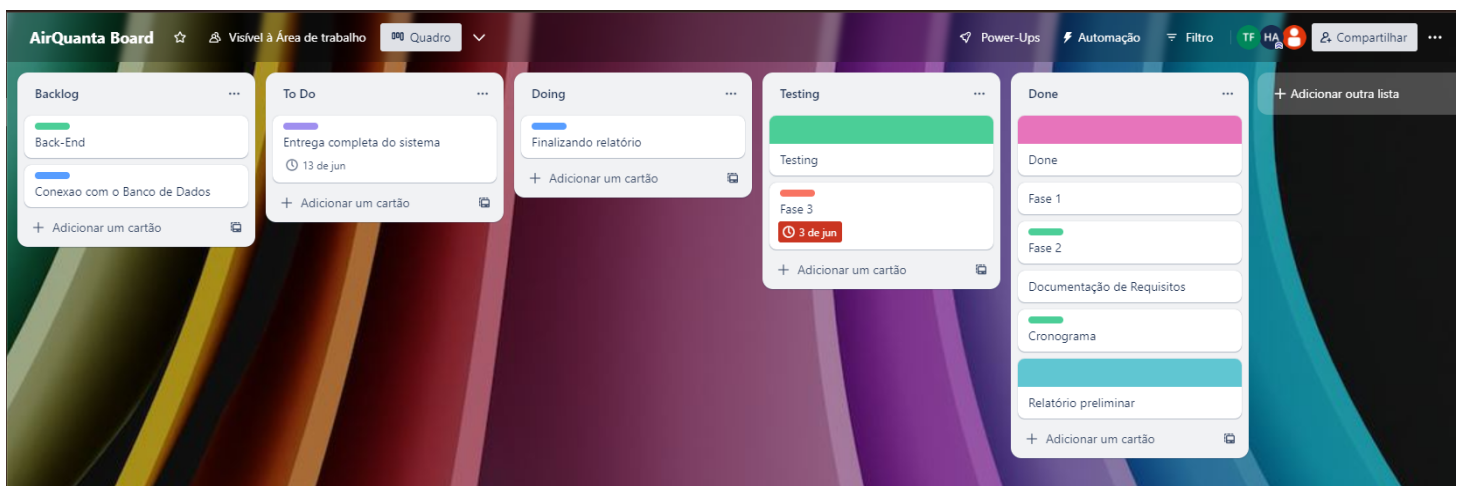 AirQuanta Board
Visível à Área de trabalho
Quadro
Power-Ups
Automação
Filtro
TF
HA
Compartilhar
Backlog
Back-End
Conexao com o Banco de Dados
+ Adicionar um cartão
To Do
Entrega completa do sistema
13 de jun
+ Adicionar um cartão
Doing
Finalizando relatório
+ Adicionar um cartão
Testing
Testing
Fase 3
3 de jun
+ Adicionar um cartão
Done
Done
Fase 1
Fase 2
Documentação de Requisitos
Cronograma
Relatório preliminar
+ Adicionar um cartão
+ Adicionar outra lista